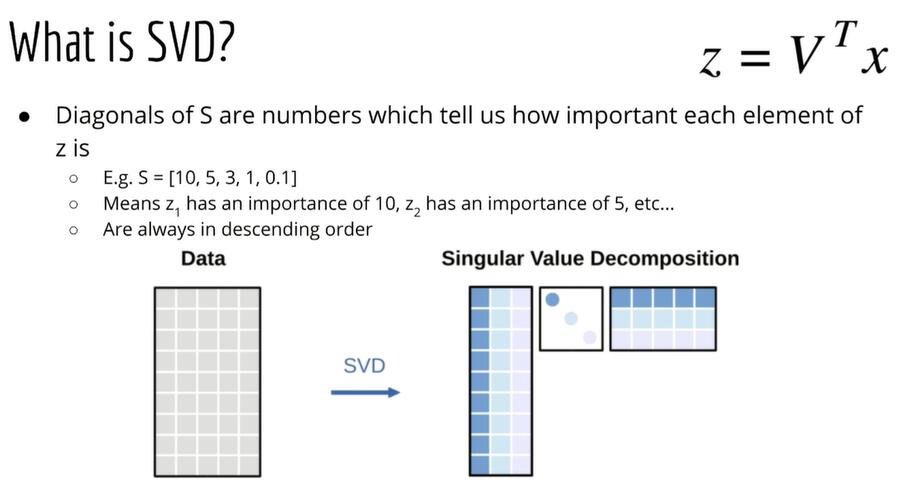 What is SVD?
z = V^T x
● Diagonals of S are numbers which tell us how important each element of
z is
○ E.g. S = [10, 5, 3, 1, 0.1]
○ Means z₁ has an importance of 10, z₂ has an importance of 5, etc...
○ Are always in descending order
Data
Singular Value Decomposition
SVD